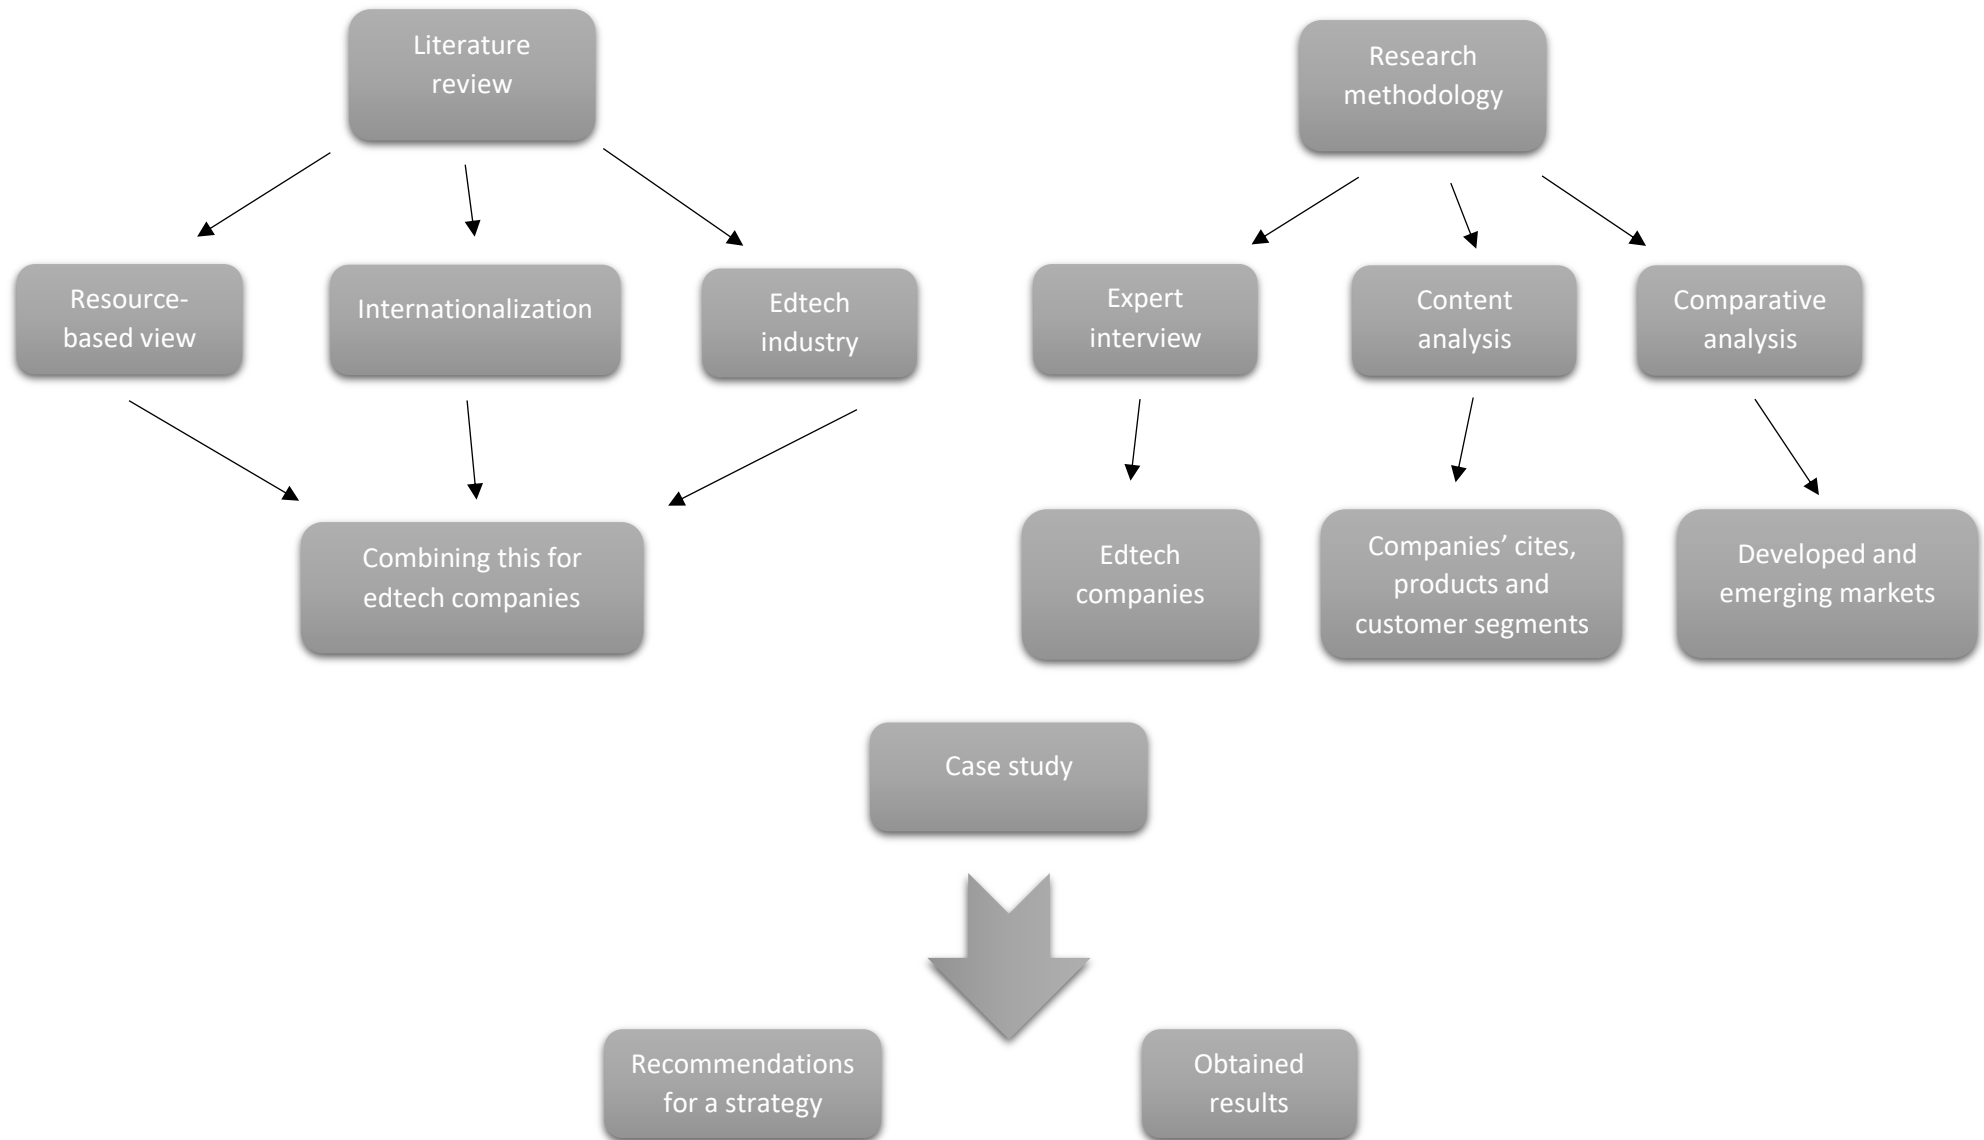 Literature
review
Research
methodology
Resource-
based view
Internationalization
Edtech
industry
Expert
interview
Content
analysis
Comparative
analysis
Combining this for
edtech companies
Edtech
companies
Companies’ cites,
products and
customer segments
Developed and
emerging markets
Case study
Recommendations
for a strategy
Obtained
results